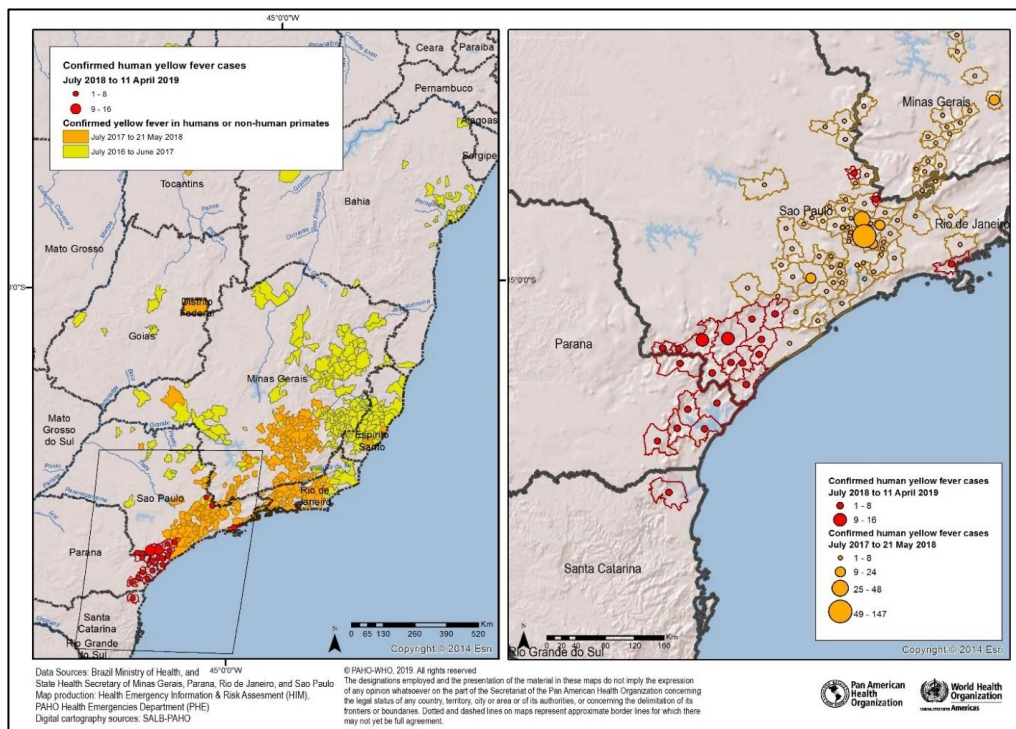 45°0'0"W
Confirmed human yellow fever cases
July 2018 to 11 April 2019
1 - 8
9 - 16
Confirmed yellow fever in humans or non-human primates
July 2017 to 21 May 2018
July 2016 to June 2017
Ceara
Paraiba
Pernambuco
Alagoas
Sergipe
Tocantins
Bahia
Mato Grosso
0'0"S
Distrito
Federal
Goias
Minas Gerais
Mato
Grosso
do Sul
Espirito
Santo
Rio de
Janeiro
Sao Paulo
Parana
Santa
Catarina
Rio Grande
do Sul
0 65 130 260 390 520
Km
Copyright:© 2014 Esri
45°0'0"W
Minas Gerais
Sao Paulo
Rio de Janeiro
5°0'0"S
Parana
Santa Catarina
Rio Grande do Sul
Confirmed human yellow fever cases
July 2018 to 11 April 2019
1 - 8
9 - 16
Confirmed human yellow fever cases
July 2017 to 21 May 2018
1 - 8
9 - 24
25 - 48
49 - 147
0 20 40 80 120 160
Km
Copyright:© 2014 Esri
Data Sources: Brazil Ministry of Health, and
State Health Secretary of Minas Gerais, Parana, Rio de Janeiro, and Sao Paulo
Map production: Health Emergency Information & Risk Assesment (HIM),
PAHO Health Emergencies Department (PHE)
Digital cartography sources: SALB-PAHO
© PAHO-WHO, 2019. All rights reserved
The designations employed and the presentation of the material in these maps do not imply the expression
of any opinion whatsoever on the part of the Secretariat of the Pan American Health Organization concerning
the legal status of any country, territory, city or area or of its authorities, or concerning the delimitation of its
frontiers or boundaries. Dotted and dashed lines on maps represent approximate border lines for which there
may not yet be full agreement.
Pan American
Health
Organization
World Health
Organization
Americas